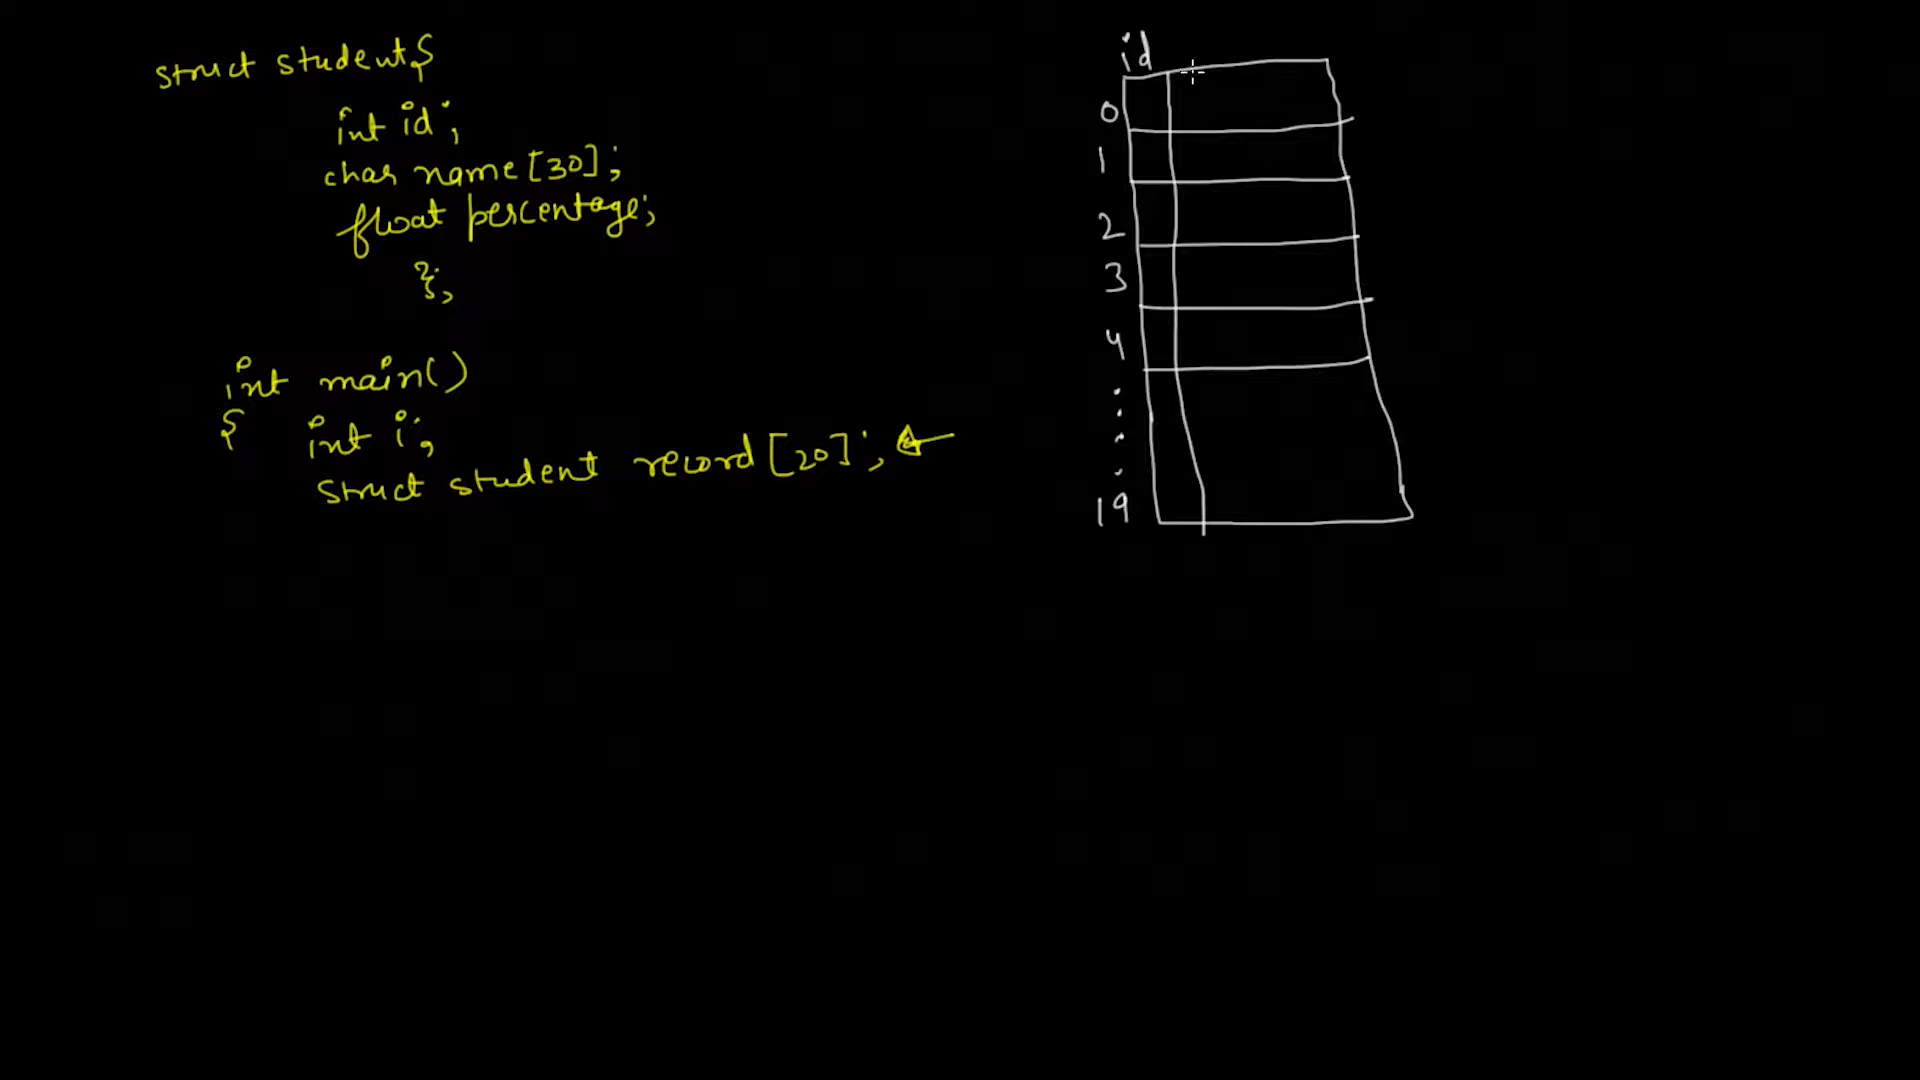 struct student{
int id;
char name[30];
float percentage;
};
int main()
{ int i;
struct student record[20];
id
0
1
2
3
4
19